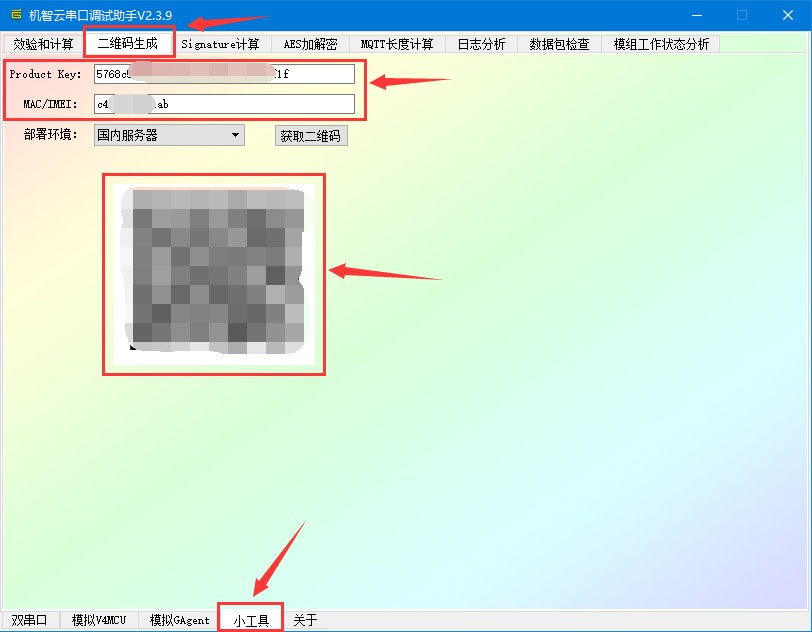 机智云串口调试助手V2.3.9
效验和计算 二维码生成 Signature计算 AES加解密 MQTT长度计算 日志分析 数据包检查 模组工作状态分析
Product Key: 5768c 1f
MAC/IMEI: c4 ab
部署环境: 国内服务器 获取二维码
双串口 模拟V4MCU 模拟GAgent 小工具 关于